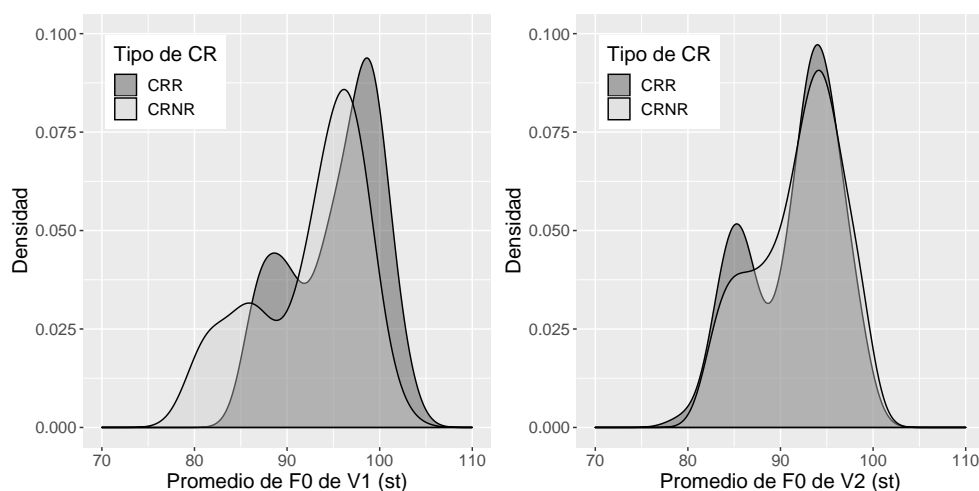 Densidad
0.100
0.075
0.050
0.025
0.000
Tipo de CR
CRR
CRNR
70
80
90
100
110
Promedio de F0 de V1 (st)
Densidad
0.100
0.075
0.050
0.025
0.000
Tipo de CR
CRR
CRNR
70
80
90
100
110
Promedio de F0 de V2 (st)